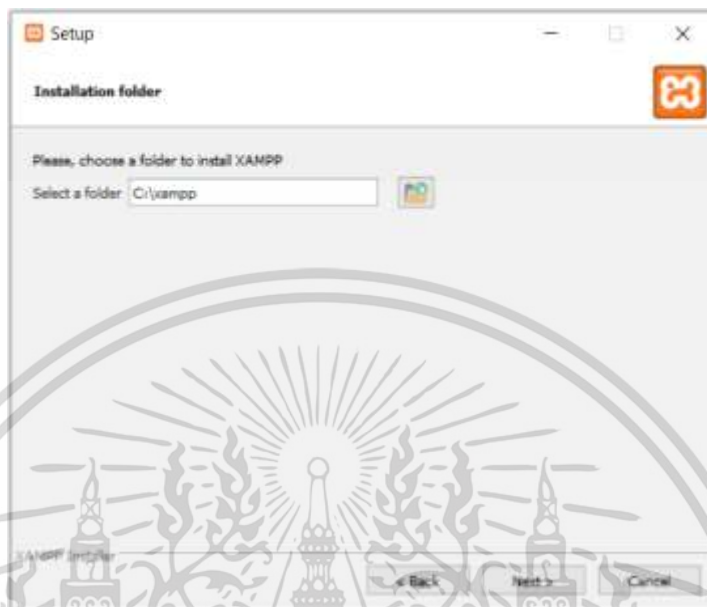 Setup
Installation folder
Please, choose a folder to install XAMPP
Select a folder C:\xampp
XAMPP Installer
< Back Next > Cancel